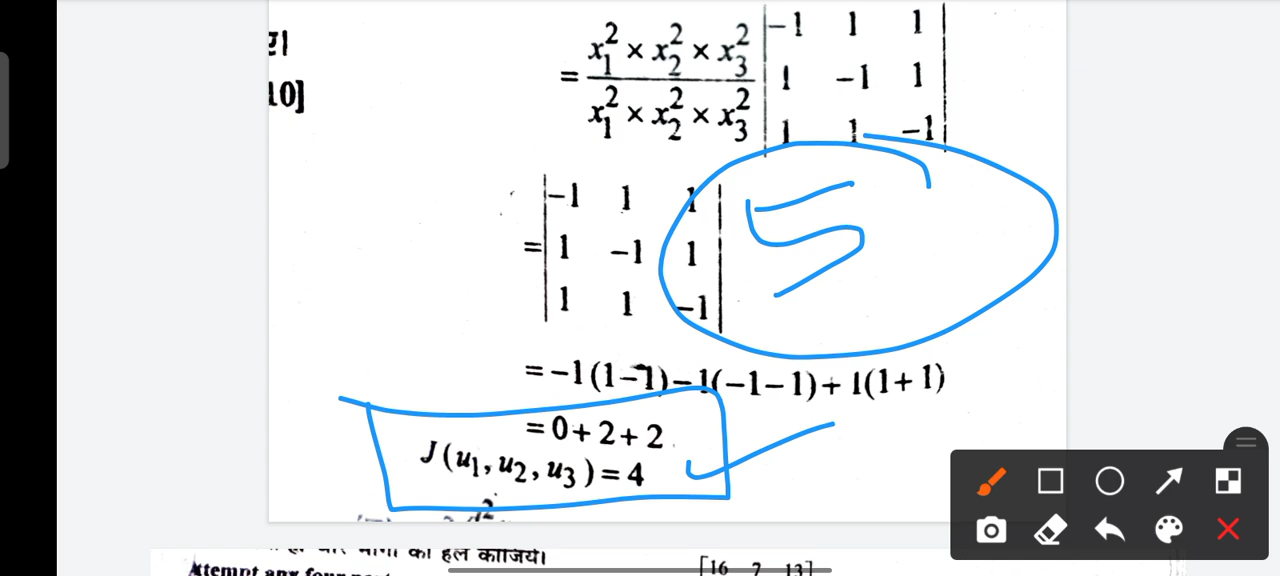 = x₁² × x₂² × x₃² / x₁² × x₂² × x₃² |−1 1 1|
|1 −1 1|
|1 1 −1|
10]
= |−1 1 1|
|1 −1 1|
|1 1 −1|
5
= −1(1−1)−1(−1−1)+1(1+1)
= 0+2+2
J(u₁, u₂, u₃) = 4
भागों को हल कीजिये।
Attempt any four
[16 7 13]